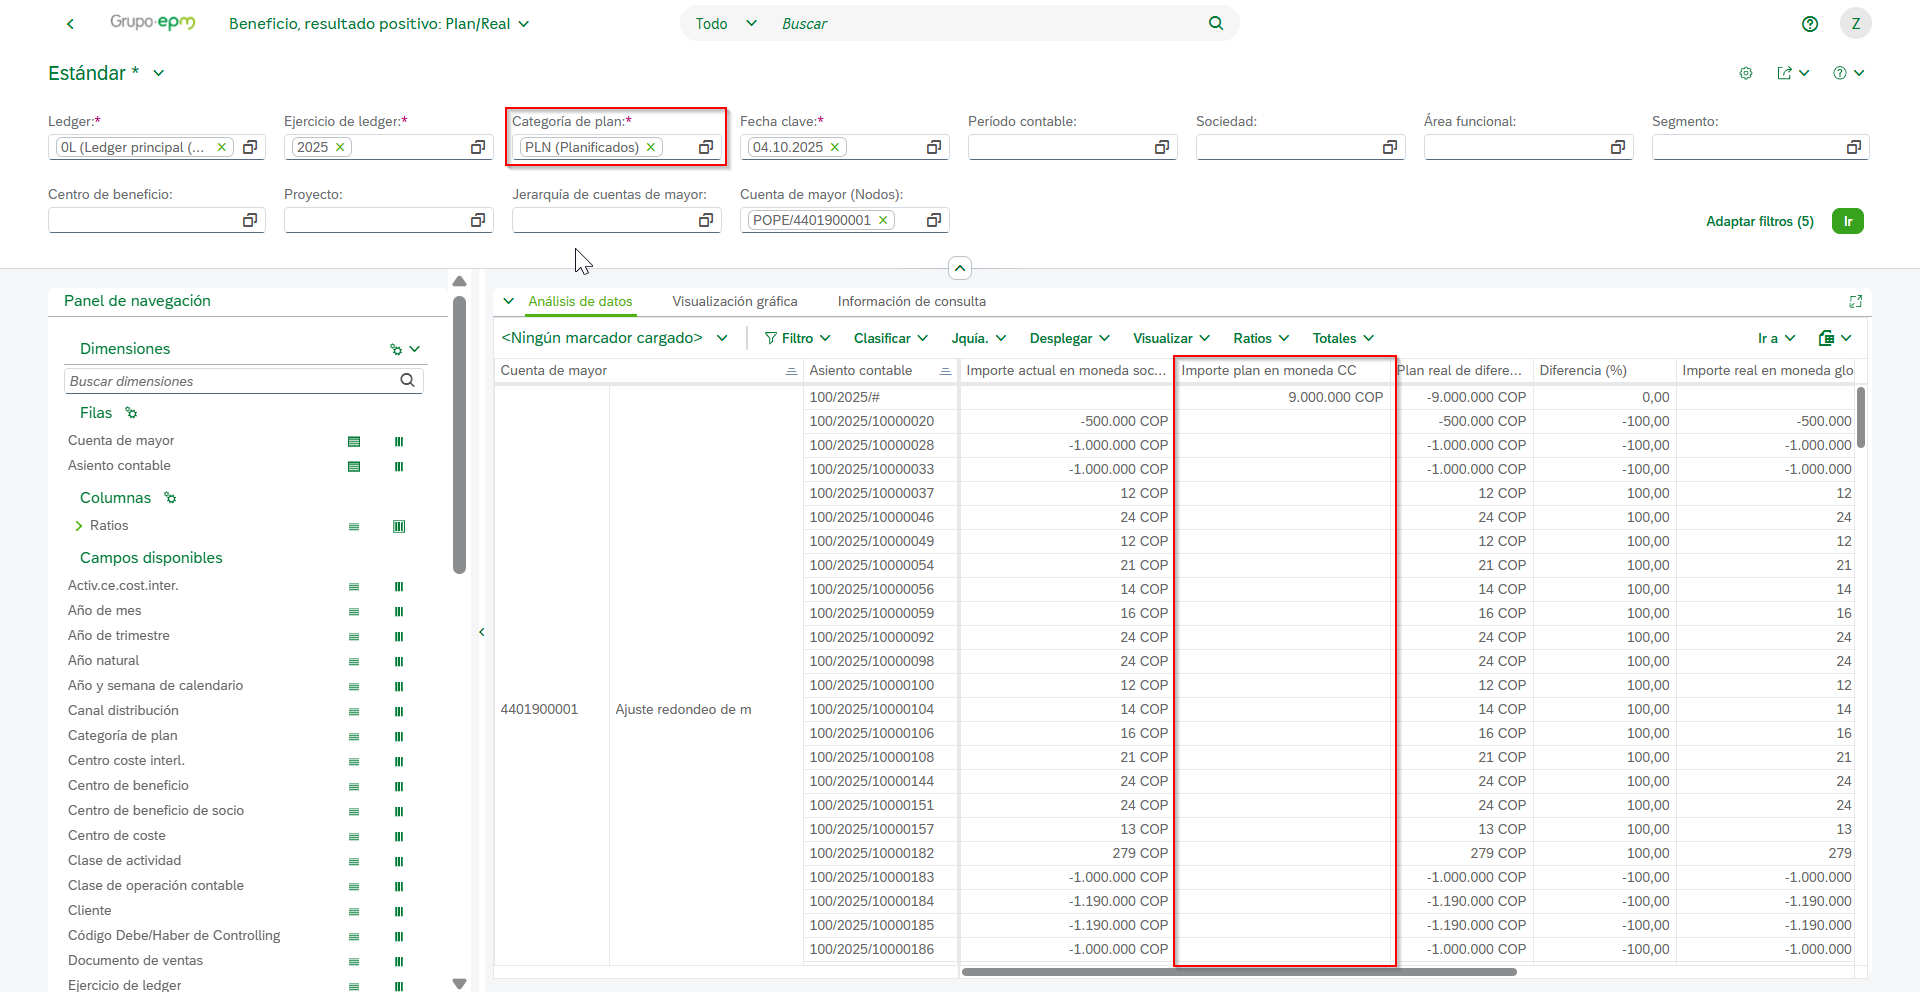 Grupo·epm
Beneficio, resultado positivo: Plan/Real
Todo
Buscar
Z
Estándar *
Ledger:*
Ejercicio de ledger:*
Categoría de plan:*
Fecha clave:*
Período contable:
Sociedad:
Área funcional:
Segmento:
0L (Ledger principal (...
2025
PLN (Planificados)
04.10.2025
Centro de beneficio:
Proyecto:
Jerarquía de cuentas de mayor:
Cuenta de mayor (Nodos):
POPE/4401900001
Adaptar filtros (5)
Ir
Panel de navegación
Dimensiones
Buscar dimensiones
Filas
Cuenta de mayor
Asiento contable
Columnas
Ratios
Campos disponibles
Activ.ce.cost.inter.
Año de mes
Año de trimestre
Año natural
Año y semana de calendario
Canal distribución
Categoría de plan
Centro coste interl.
Centro de beneficio
Centro de beneficio de socio
Centro de coste
Clase de actividad
Clase de operación contable
Cliente
Código Debe/Haber de Controlling
Documento de ventas
Ejercicio de ledger
Análisis de datos
Visualización gráfica
Información de consulta
<Ningún marcador cargado>
Filtro
Clasificar
Jquía.
Desplegar
Visualizar
Ratios
Totales
Ir a
Cuenta de mayor
Asiento contable
Importe actual en moneda soc...
Importe plan en moneda CC
Plan real de difere...
Diferencia (%)
Importe real en moneda glo
4401900001
Ajuste redondeo de m
100/2025/# 9.000.000 COP -9.000.000 COP 0,00
100/2025/10000020 -500.000 COP -500.000 COP -100,00 -500.000
100/2025/10000028 -1.000.000 COP -1.000.000 COP -100,00 -1.000.000
100/2025/10000033 -1.000.000 COP -1.000.000 COP -100,00 -1.000.000
100/2025/10000037 12 COP 12 COP 100,00 12
100/2025/10000046 24 COP 24 COP 100,00 24
100/2025/10000049 12 COP 12 COP 100,00 12
100/2025/10000054 21 COP 21 COP 100,00 21
100/2025/10000056 14 COP 14 COP 100,00 14
100/2025/10000059 16 COP 16 COP 100,00 16
100/2025/10000092 24 COP 24 COP 100,00 24
100/2025/10000098 24 COP 24 COP 100,00 24
100/2025/10000100 12 COP 12 COP 100,00 12
100/2025/10000104 14 COP 14 COP 100,00 14
100/2025/10000106 16 COP 16 COP 100,00 16
100/2025/10000108 21 COP 21 COP 100,00 21
100/2025/10000144 24 COP 24 COP 100,00 24
100/2025/10000151 24 COP 24 COP 100,00 24
100/2025/10000157 13 COP 13 COP 100,00 13
100/2025/10000182 279 COP 279 COP 100,00 279
100/2025/10000183 -1.000.000 COP -1.000.000 COP -100,00 -1.000.000
100/2025/10000184 -1.190.000 COP -1.190.000 COP -100,00 -1.190.000
100/2025/10000185 -1.190.000 COP -1.190.000 COP -100,00 -1.190.000
100/2025/10000186 -1.000.000 COP -1.000.000 COP -100,00 -1.000.000